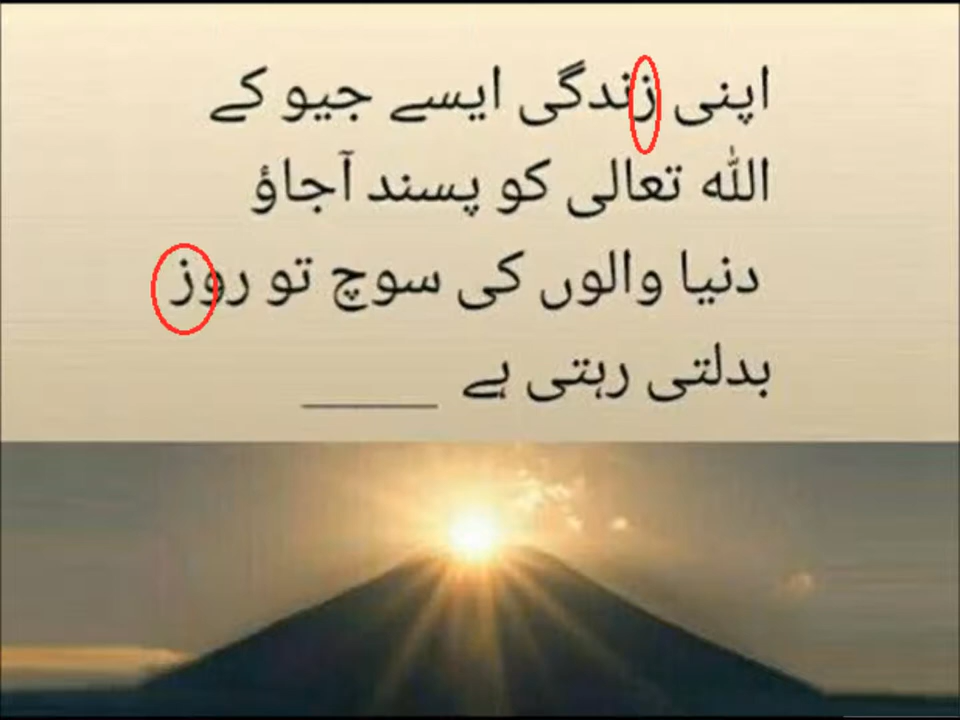 اپنی زندگی ایسے جیو کے
اللہ تعالی کو پسند آجاؤ
دنیا والوں کی سوچ تو روز
بدلتی رہتی ہے ____